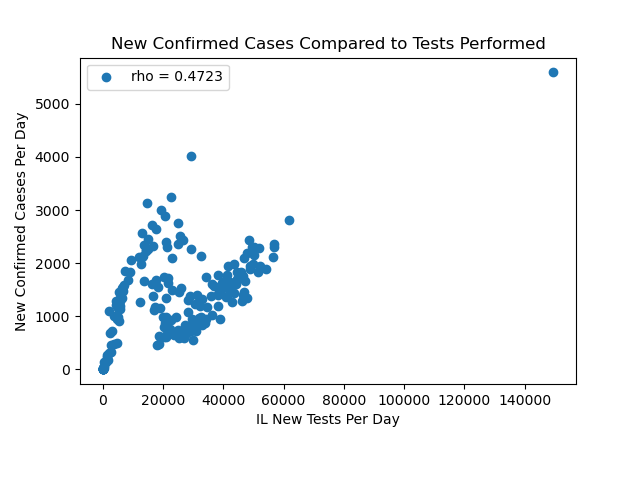 New Confirmed Cases Compared to Tests Performed
rho = 0.4723
New Confirmed Caeses Per Day
5000
4000
3000
2000
1000
0
0 20000 40000 60000 80000 100000 120000 140000
IL New Tests Per Day